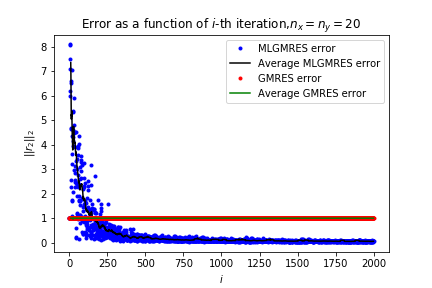 Error as a function of i-th iteration,n_x = n_y = 20
MLGMRES error
Average MLGMRES error
GMRES error
Average GMRES error
8
7
6
5
4
3
2
1
0
||r_2||_2
0 250 500 750 1000 1250 1500 1750 2000
i